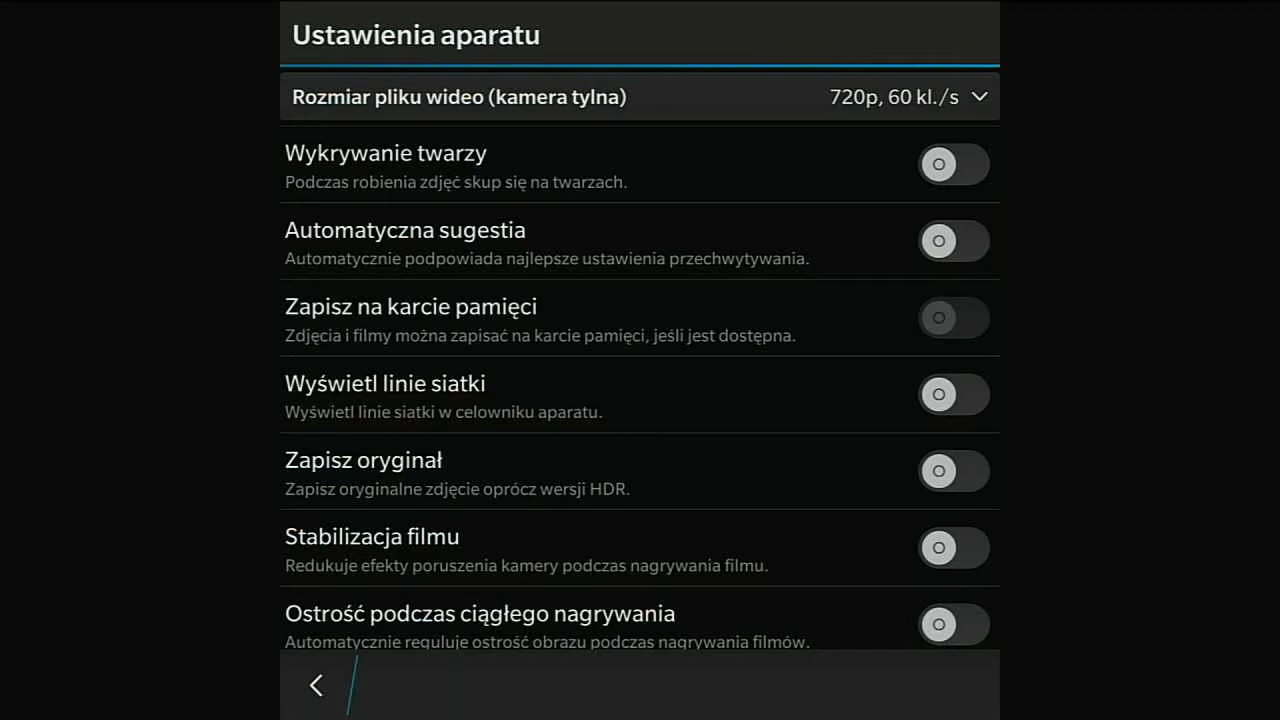 Ustawienia aparatu
Rozmiar pliku wideo (kamera tylna) 720p, 60 kl./s
Wykrywanie twarzy
Podczas robienia zdjęć skup się na twarzach.
Automatyczna sugestia
Automatycznie podpowiada najlepsze ustawienia przechwytywania.
Zapisz na karcie pamięci
Zdjęcia i filmy można zapisać na karcie pamięci, jeśli jest dostępna.
Wyświetl linie siatki
Wyświetl linie siatki w celowniku aparatu.
Zapisz oryginał
Zapisz oryginalne zdjęcie oprócz wersji HDR.
Stabilizacja filmu
Redukuje efekty poruszenia kamery podczas nagrywania filmu.
Ostrość podczas ciągłego nagrywania
Automatycznie reguluje ostrość obrazu podczas nagrywania filmów.